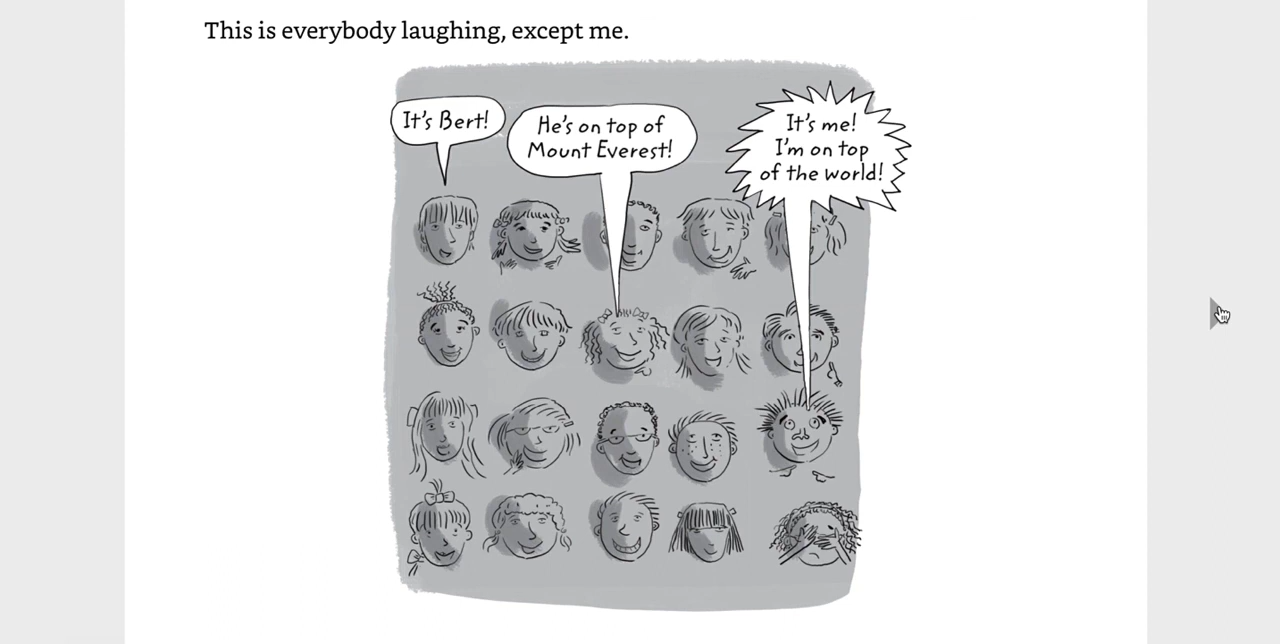 This is everybody laughing, except me.
It's Bert!
He's on top of
Mount Everest!
It's me!
I'm on top
of the world!